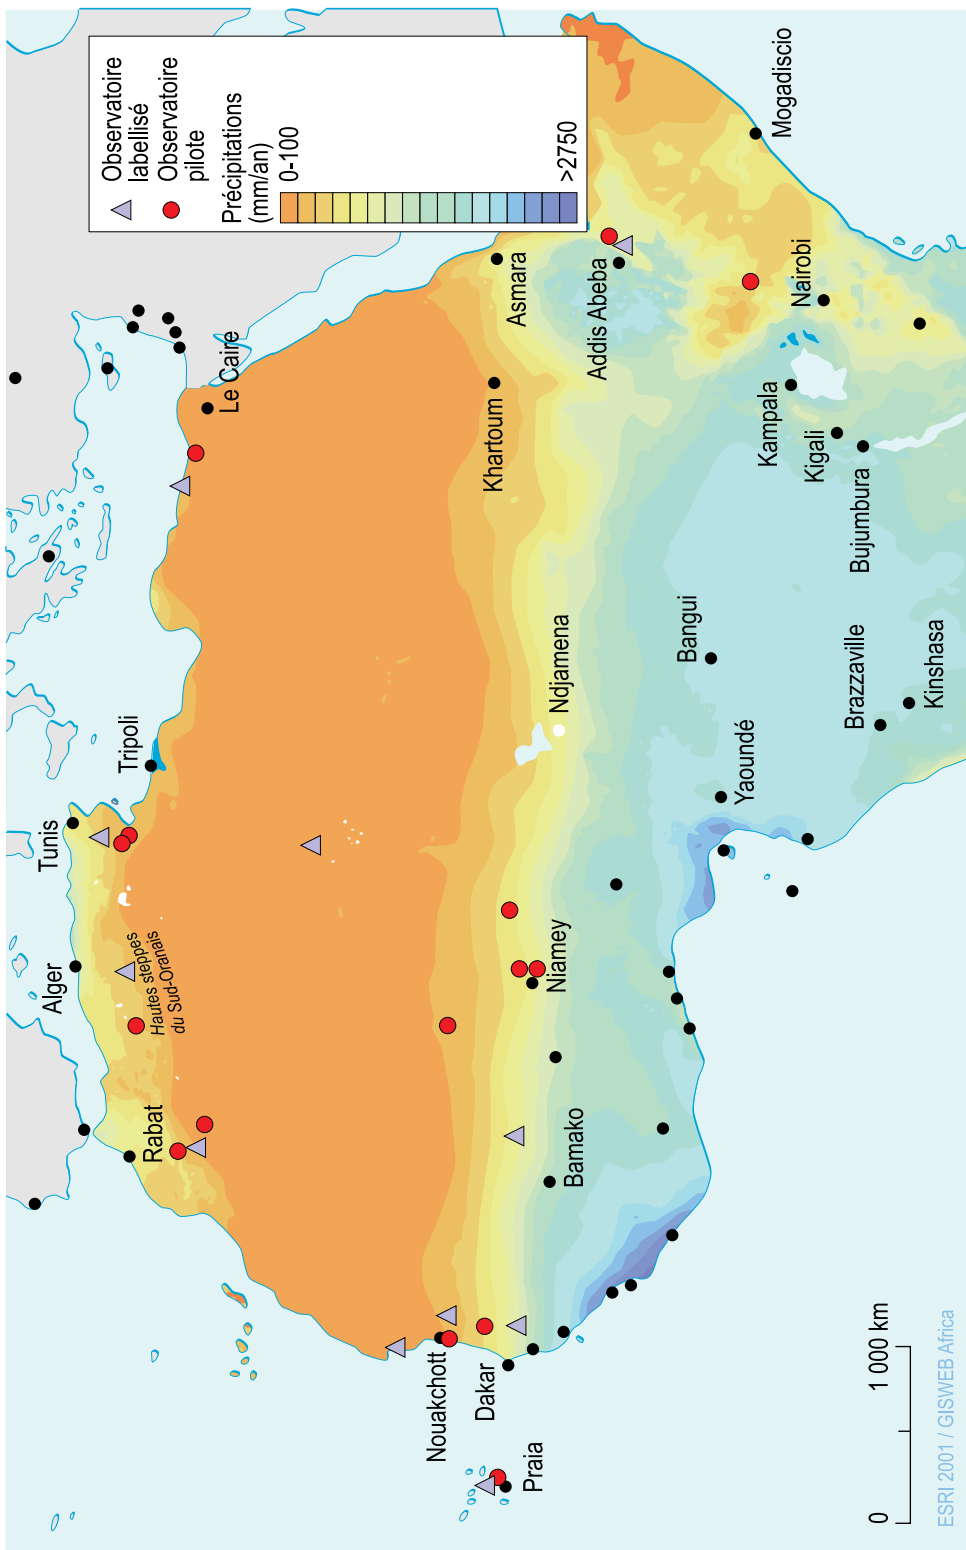 Observatoire
labellisé
Observatoire
pilote
Précipitations
(mm/an)
0-100
>2750
Tunis
Alger
Tripoli
Hautes steppes
du Sud-Oranais
Rabat
Le Caire
Nouakchott
Dakar
Praia
Bamako
Niamey
Ndjamena
Khartoum
Asmara
Addis Abeba
Mogadiscio
Nairobi
Kampala
Kigali
Bujumbura
Bangui
Yaoundé
Brazzaville
Kinshasa
0
1 000 km
ESRI 2001 / GISWEB Africa